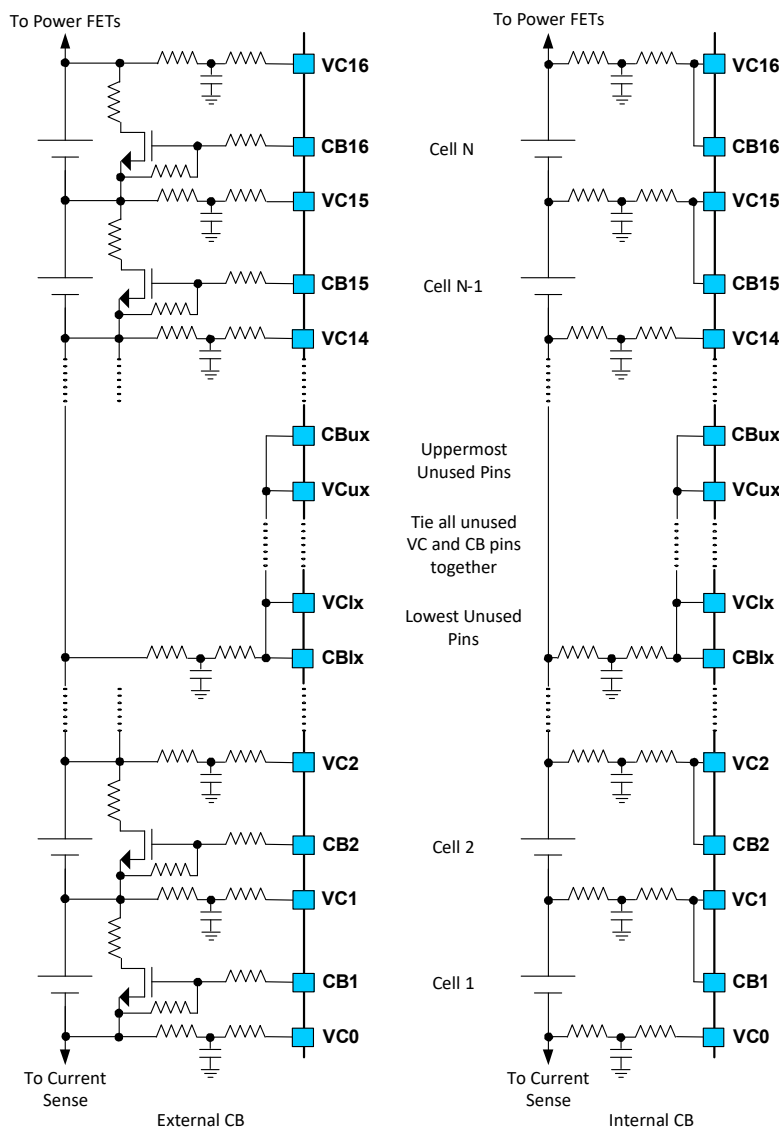 To Power FETs
VC16
CB16
VC15
CB15
VC14
CBux
VCux
VClx
CBlx
VC2
CB2
VC1
CB1
VC0
To Current
Sense
External CB
Cell N
Cell N-1
Uppermost
Unused Pins
Tie all unused
VC and CB pins
together
Lowest Unused
Pins
Cell 2
Cell 1
To Power FETs
VC16
CB16
VC15
CB15
VC14
CBux
VCux
VClx
CBlx
VC2
CB2
VC1
CB1
VC0
To Current
Sense
Internal CB